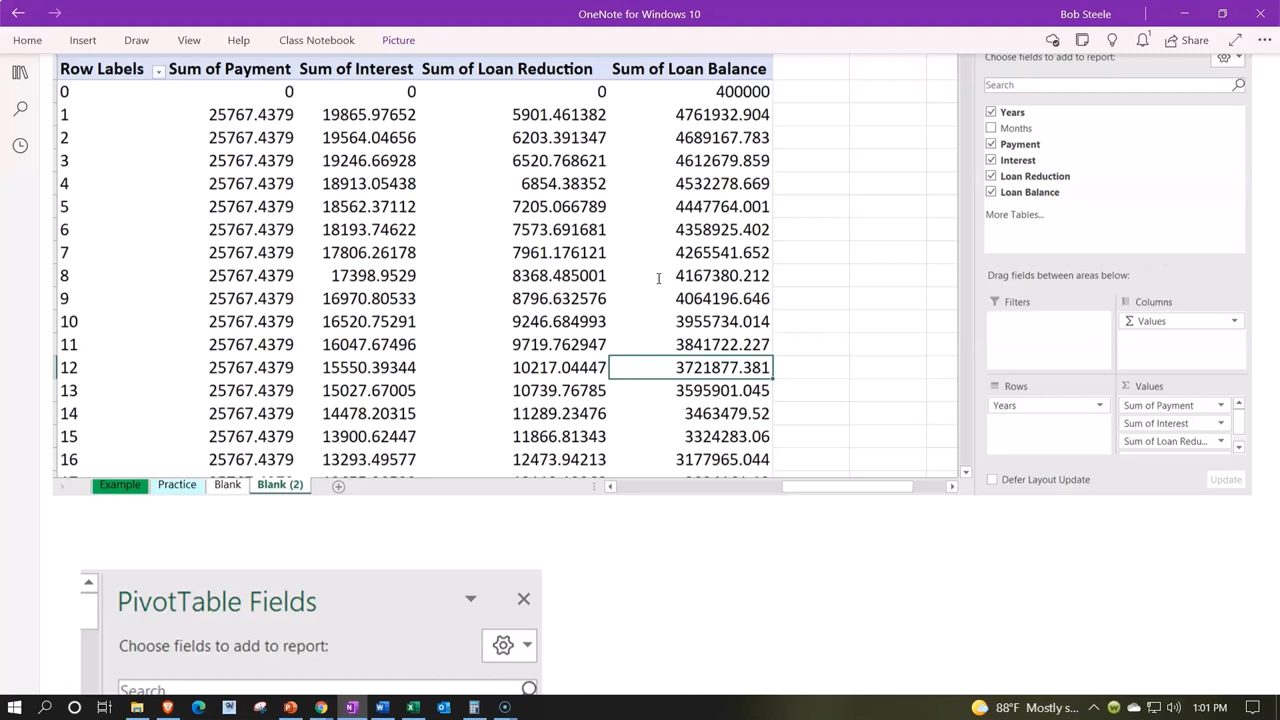 OneNote for Windows 10
Bob Steele
Home Insert Draw View Help Class Notebook Picture
Share
Row Labels Sum of Payment Sum of Interest Sum of Loan Reduction Sum of Loan Balance
0 0 0 0 400000
1 25767.4379 19865.97652 5901.461382 4761932.904
2 25767.4379 19564.04656 6203.391347 4689167.783
3 25767.4379 19246.66928 6520.768621 4612679.859
4 25767.4379 18913.05438 6854.38352 4532278.669
5 25767.4379 18562.37112 7205.066789 4447764.001
6 25767.4379 18193.74622 7573.691681 4358925.402
7 25767.4379 17806.26178 7961.176121 4265541.652
8 25767.4379 17398.9529 8368.485001 4167380.212
9 25767.4379 16970.80533 8796.632576 4064196.646
10 25767.4379 16520.75291 9246.684993 3955734.014
11 25767.4379 16047.67496 9719.762947 3841722.227
12 25767.4379 15550.39344 10217.04447 3721877.381
13 25767.4379 15027.67005 10739.76785 3595901.045
14 25767.4379 14478.20315 11289.23476 3463479.52
15 25767.4379 13900.62447 11866.81343 3324283.06
16 25767.4379 13293.49577 12473.94213 3177965.044
Example Practice Blank Blank (2)
Choose fields to add to report:
Search
Years
Months
Payment
Interest
Loan Reduction
Loan Balance
More Tables...
Drag fields between areas below:
Filters Columns
Σ Values
Rows Σ Values
Years Sum of Payment
Sum of Interest
Sum of Loan Redu...
Defer Layout Update Update
PivotTable Fields
Choose fields to add to report:
Search
88°F Mostly s... 1:01 PM